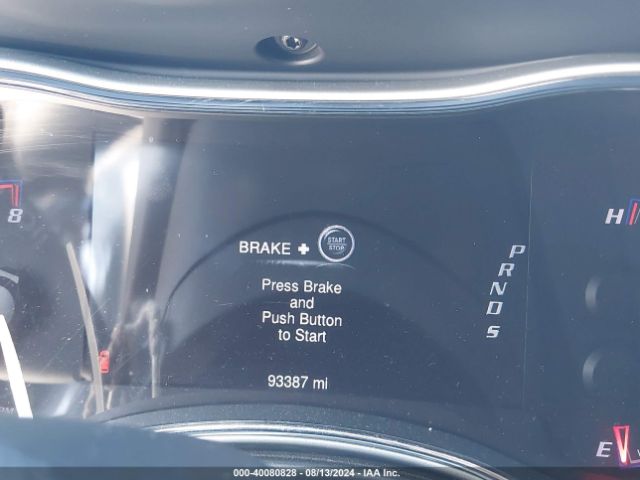 8
H
BRAKE + START STOP
P
R
N
D
S
Press Brake
and
Push Button
to Start
93387 mi
E
000-40080828 - 08/13/2024 - IAA Inc.